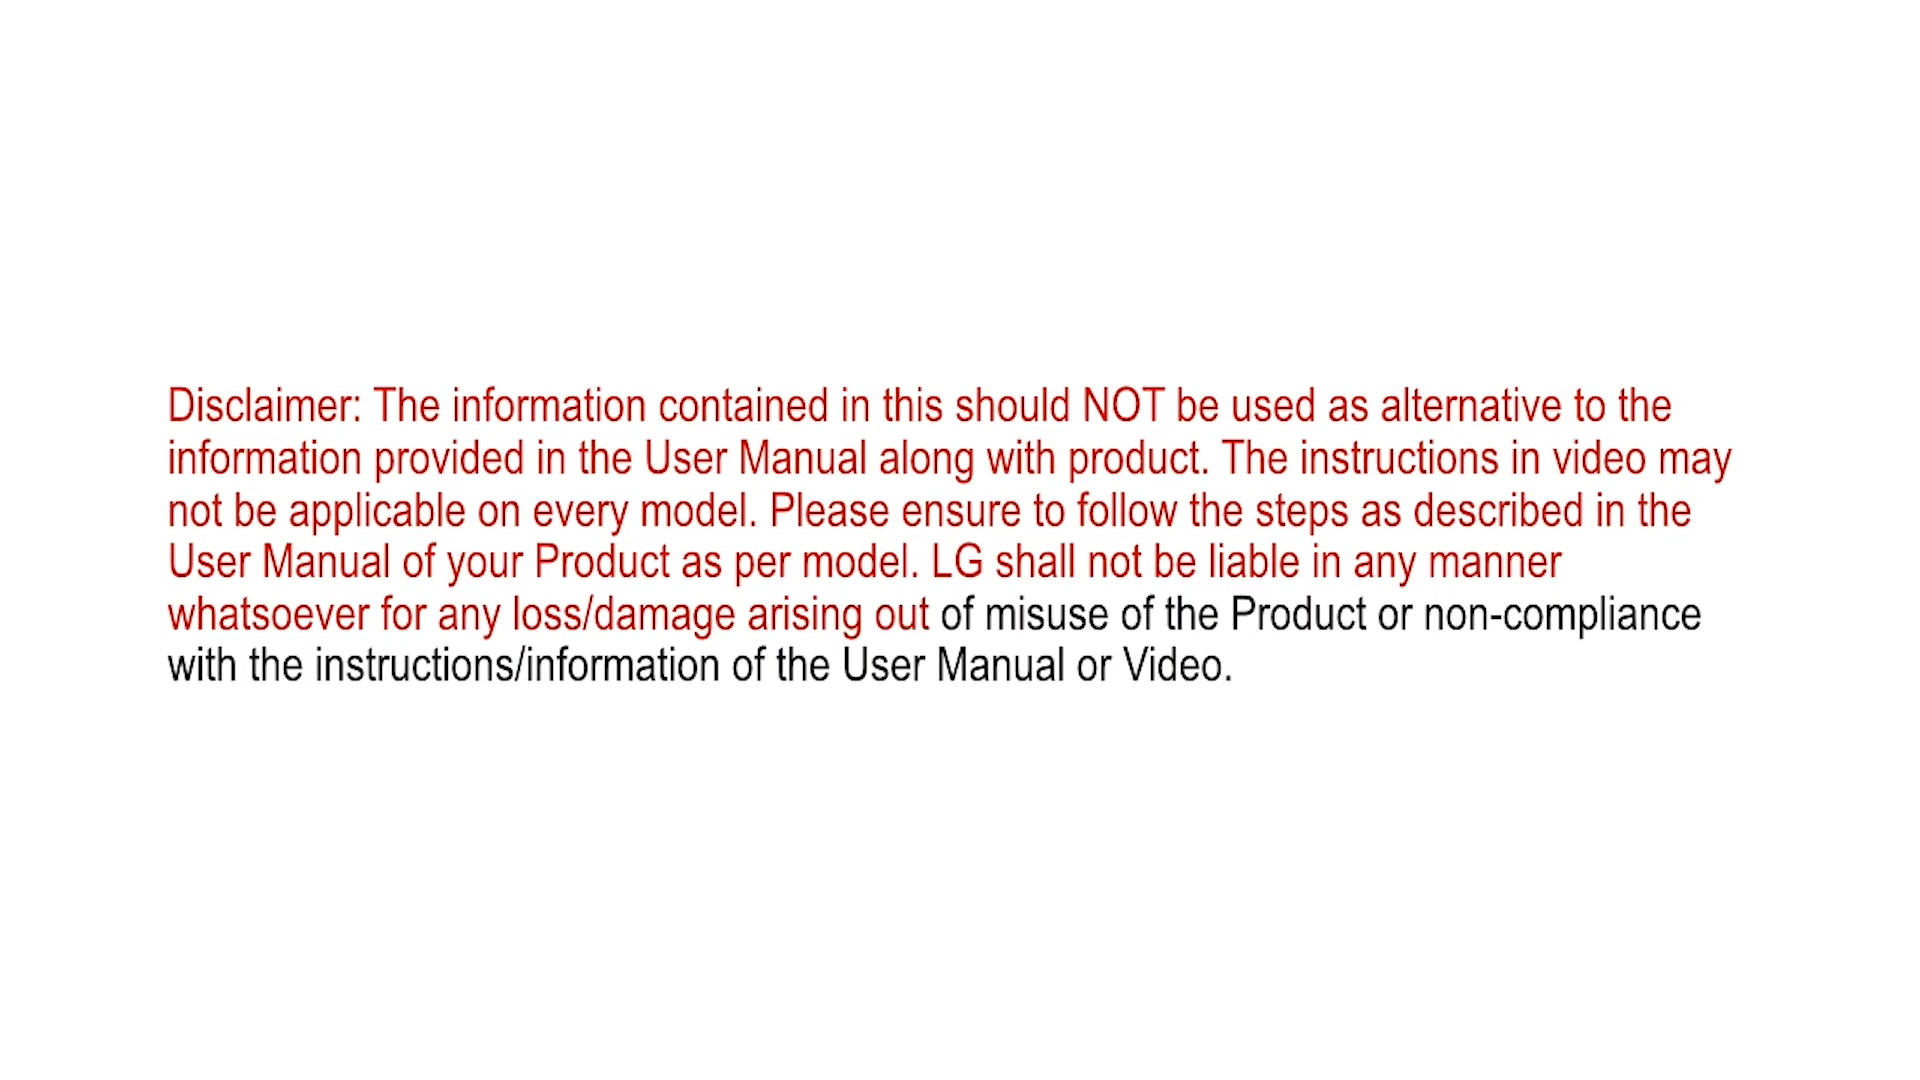 Disclaimer: The information contained in this should NOT be used as alternative to the
information provided in the User Manual along with product. The instructions in video may
not be applicable on every model. Please ensure to follow the steps as described in the
User Manual of your Product as per model. LG shall not be liable in any manner
whatsoever for any loss/damage arising out of misuse of the Product or non-compliance
with the instructions/information of the User Manual or Video.